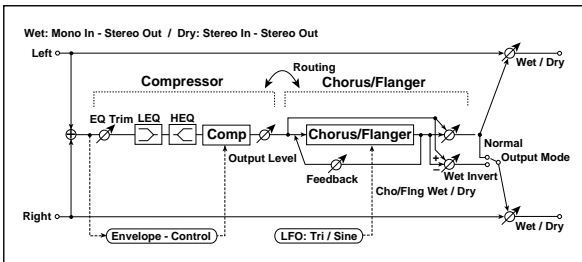 Wet: Mono In - Stereo Out / Dry: Stereo In - Stereo Out
Left
Wet / Dry
Routing
Compressor
Chorus/Flanger
EQ Trim
LEQ
HEQ
Comp
Chorus/Flanger
Normal
Output Level
Output Mode
+
−
Wet Invert
Feedback
Cho/Flng Wet / Dry
Right
Wet / Dry
Envelope - Control
LFO: Tri / Sine